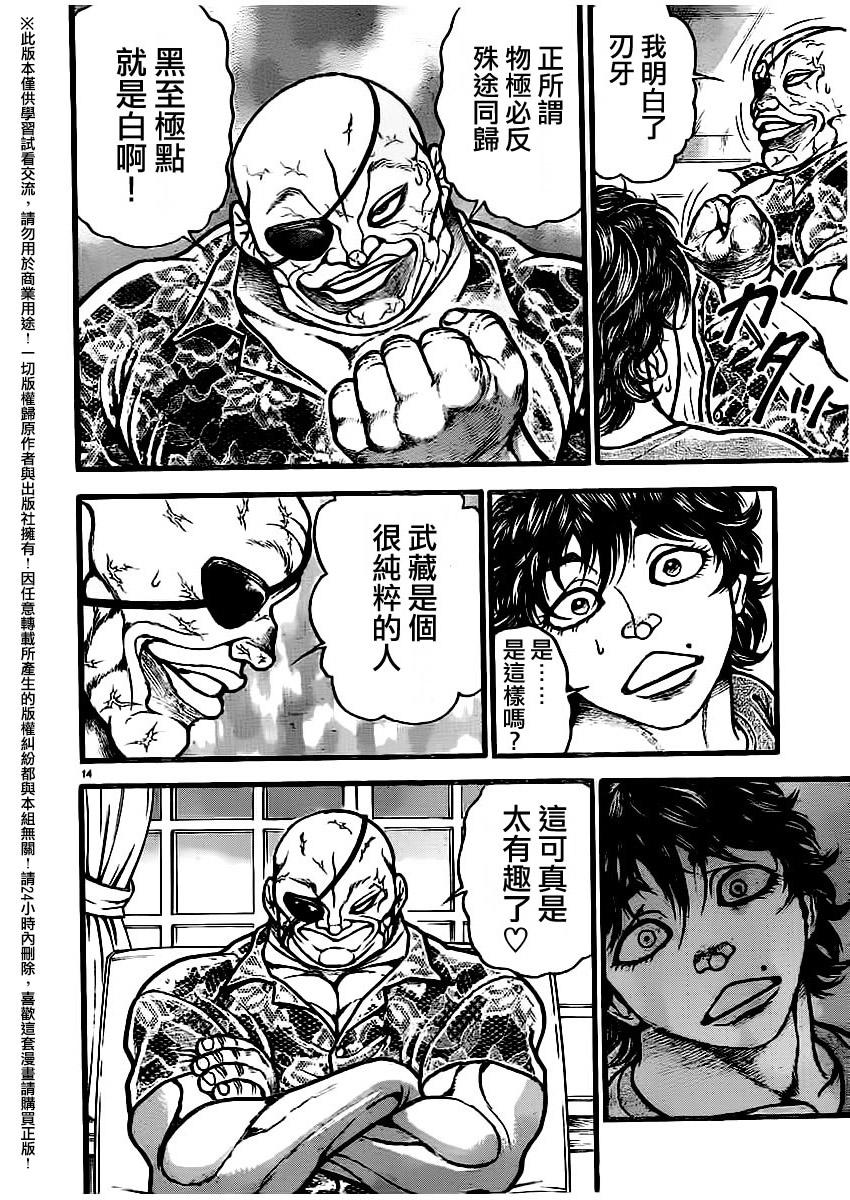 我明白了
刃牙
ガタッ
正所謂
物極必反
殊途同歸
黑至極點
就是白啊！
是……
是這樣嗎？
武藏是個
很純粹的人
14
這可真是
太有趣了♡
※此版本僅供學習試看交流，請勿用於商業用途！一切版權歸原作者與出版社擁有！因任意轉載所產生的版權糾紛都與本組無關！請24小時內刪除，喜歡這套漫畫請購買正版！